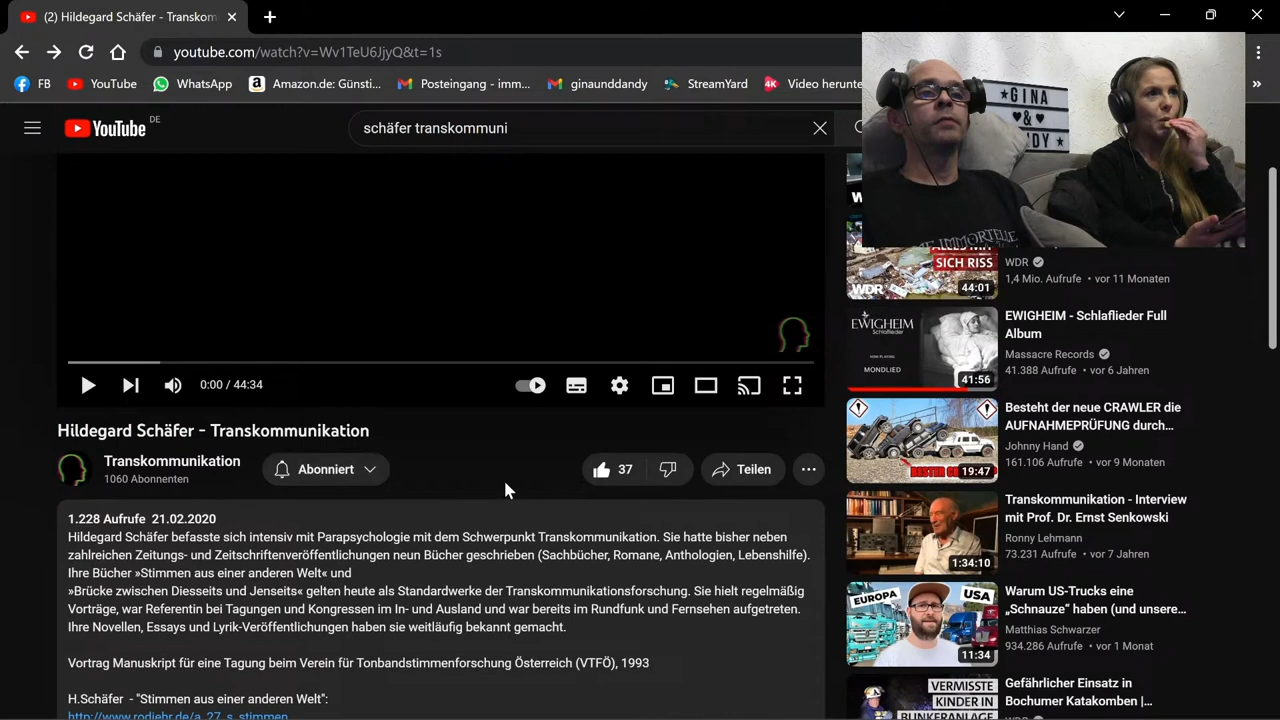 (2) Hildegard Schäfer - Transkom
youtube.com/watch?v=Wv1TeU6JjyQ&t=1s
FB
YouTube
WhatsApp
Amazon.de: Günsti...
Posteingang - imm...
ginaunddandy
StreamYard
4K
Video herunte
»
YouTube
DE
schäfer transkommuni
GINA
&
DY
0:00 / 44:34
Hildegard Schäfer - Transkommunikation
Transkommunikation
1060 Abonnenten
Abonniert
37
Teilen
1.228 Aufrufe 21.02.2020
Hildegard Schäfer befasste sich intensiv mit Parapsychologie mit dem Schwerpunkt Transkommunikation. Sie hatte bisher neben
zahlreichen Zeitungs- und Zeitschriftenveröffentlichungen neun Bücher geschrieben (Sachbücher, Romane, Anthologien, Lebenshilfe).
Ihre Bücher »Stimmen aus einer anderen Welt« und
»Brücke zwischen Diesseits und Jenseits« gelten heute als Standardwerke der Transkommunikationsforschung. Sie hielt regelmäßig
Vorträge, war Referentin bei Tagungen und Kongressen im In- und Ausland und war bereits im Rundfunk und Fernsehen aufgetreten.
Ihre Novellen, Essays und Lyrik-Veröffentlichungen haben sie weitläufig bekannt gemacht.
Vortrag Manuskript für eine Tagung beim Verein für Tonbandstimmenforschung Österreich (VTFÖ), 1993
H.Schäfer - "Stimmen aus einer anderen Welt":
http://www.rodiehr.de/a_27_s_stimmen
SICH RISS
WDR
44:01
WDR
1,4 Mio. Aufrufe • vor 11 Monaten
EWIGHEIM
Schlaflieder
NOW PLAYING
MONDLIED
41:56
EWIGHEIM - Schlaflieder Full
Album
Massacre Records
41.388 Aufrufe • vor 6 Jahren
19:47
Besteht der neue CRAWLER die
AUFNAHMEPRÜFUNG durch...
Johnny Hand
161.106 Aufrufe • vor 9 Monaten
1:34:10
Transkommunikation - Interview
mit Prof. Dr. Ernst Senkowski
Ronny Lehmann
73.231 Aufrufe • vor 7 Jahren
EUROPA
USA
11:34
Warum US-Trucks eine
„Schnauze“ haben (und unsere...
Matthias Schwarzer
934.286 Aufrufe • vor 1 Monat
VERMISSTE
KINDER IN
BUNKERANLAGE
Gefährlicher Einsatz in
Bochumer Katakomben |...